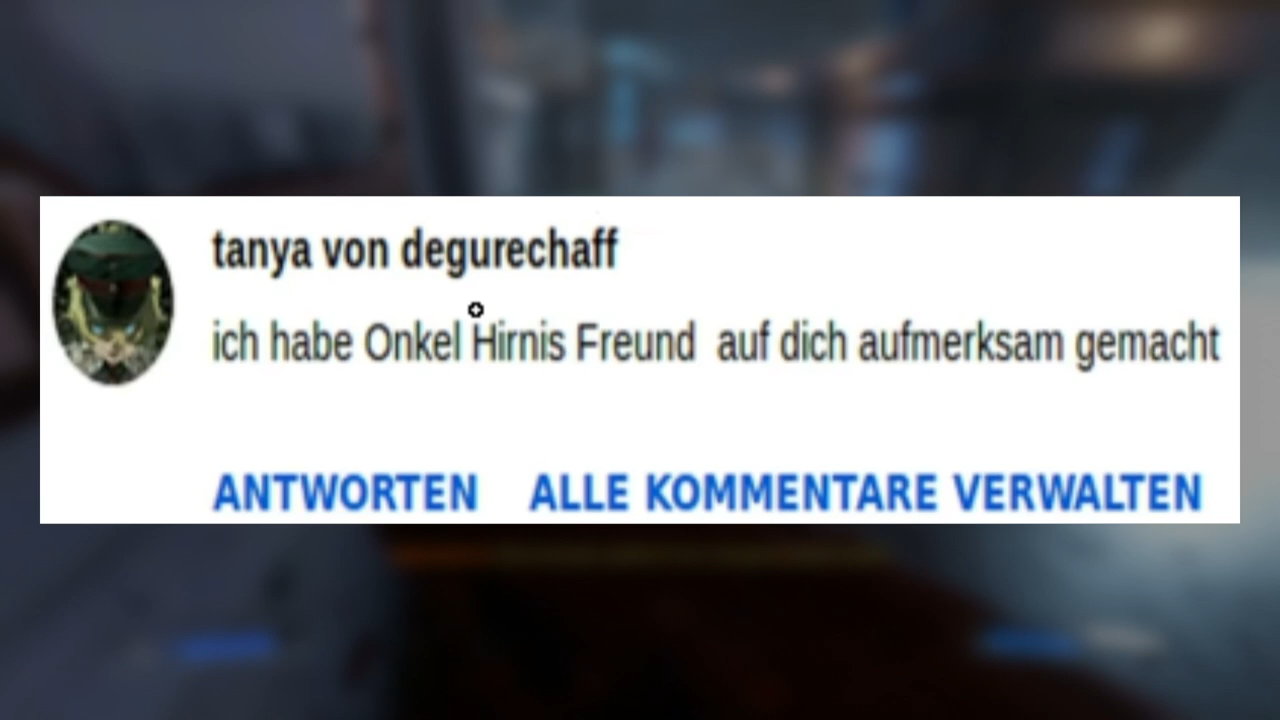 tanya von degurechaff
ich habe Onkel Hirnis Freund auf dich aufmerksam gemacht
ANTWORTEN ALLE KOMMENTARE VERWALTEN